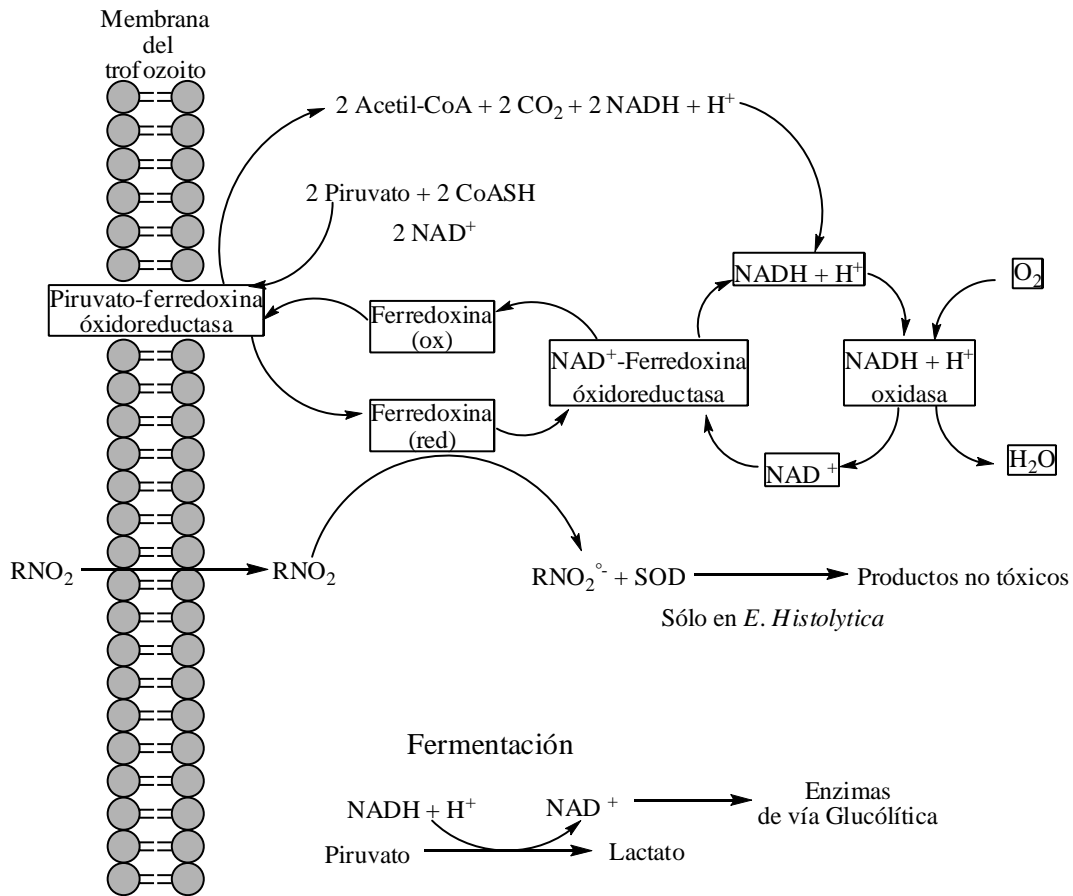 Membrana
del
trofozoito
2 Acetil-CoA + 2 CO₂ + 2 NADH + H⁺
2 Piruvato + 2 CoASH
2 NAD⁺
NADH + H⁺
O₂
Piruvato-ferredoxina
óxidoreductasa
Ferredoxina
(ox)
NAD⁺-Ferredoxina
óxidoreductasa
NADH + H⁺
oxidasa
Ferredoxina
(red)
NAD ⁺
H₂O
RNO₂
RNO₂
RNO₂°⁻ + SOD
Productos no tóxicos
Sólo en E. Histolytica
Fermentación
NADH + H⁺
NAD ⁺
Enzimas
de vía Glucólítica
Piruvato
Lactato